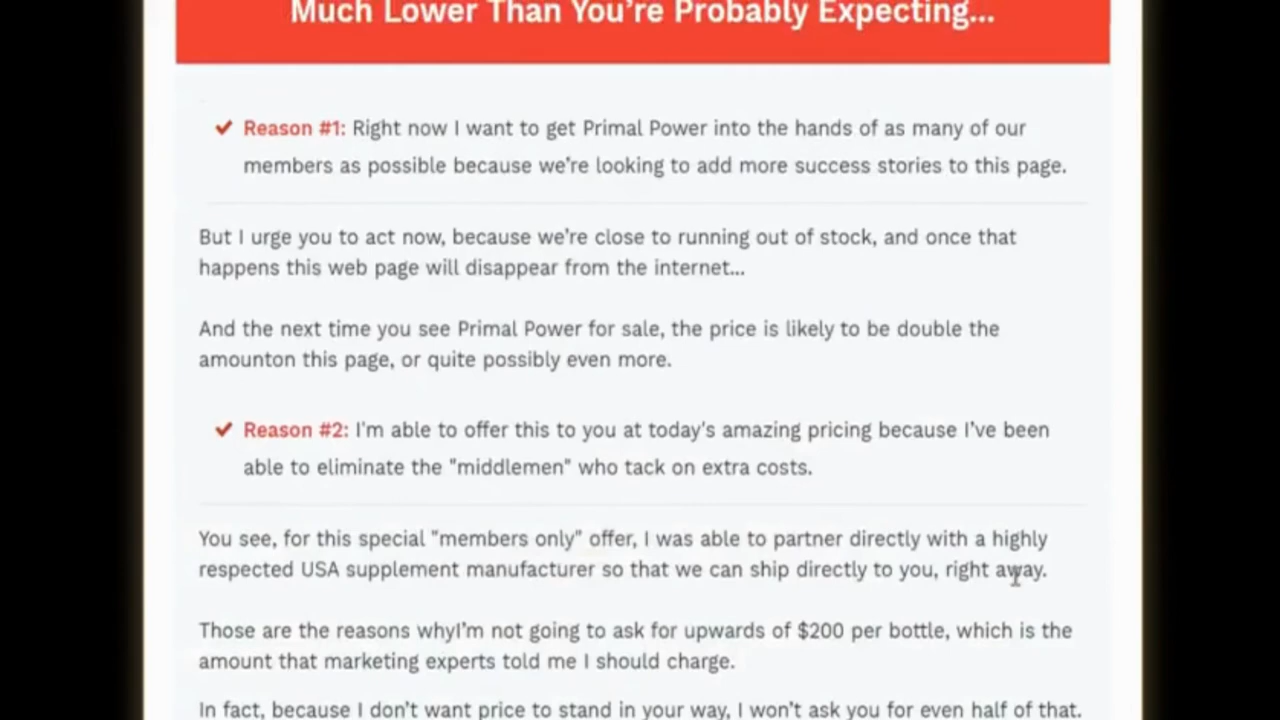 Much Lower Than You're Probably Expecting...
Reason #1: Right now I want to get Primal Power into the hands of as many of our
members as possible because we're looking to add more success stories to this page.
But I urge you to act now, because we're close to running out of stock, and once that
happens this web page will disappear from the internet...
And the next time you see Primal Power for sale, the price is likely to be double the
amounton this page, or quite possibly even more.
Reason #2: I'm able to offer this to you at today's amazing pricing because I've been
able to eliminate the "middlemen" who tack on extra costs.
You see, for this special "members only" offer, I was able to partner directly with a highly
respected USA supplement manufacturer so that we can ship directly to you, right away.
Those are the reasons whyI'm not going to ask for upwards of $200 per bottle, which is the
amount that marketing experts told me I should charge.
In fact, because I don't want price to stand in your way, I won't ask you for even half of that.